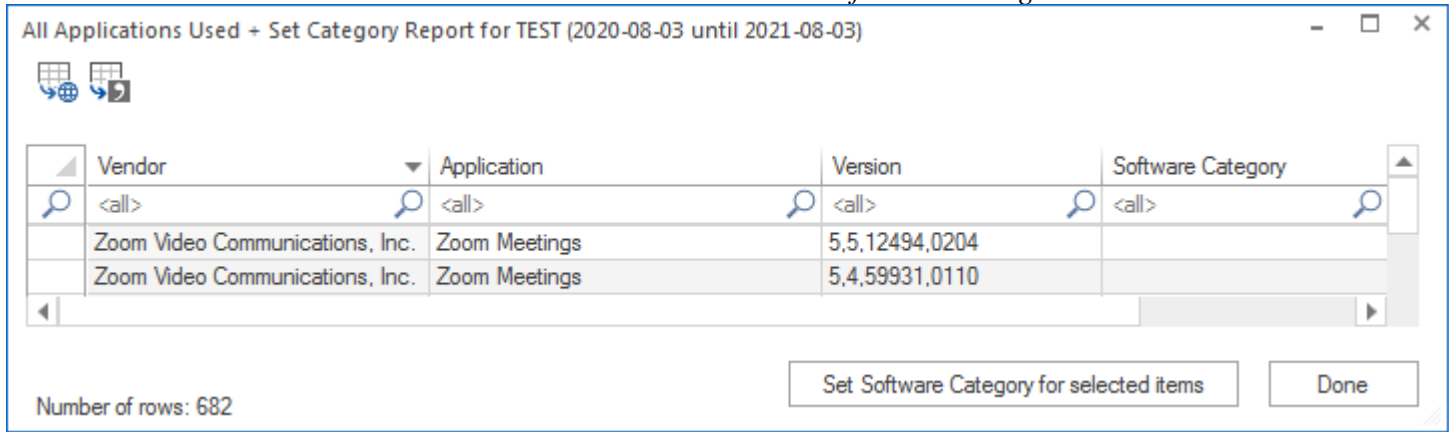 All Applications Used + Set Category Report for TEST (2020-08-03 until 2021-08-03)
Vendor Application Version Software Category
<all> <all> <all> <all>
Zoom Video Communications, Inc. Zoom Meetings 5,5,12494,0204
Zoom Video Communications, Inc. Zoom Meetings 5,4,59931,0110
Set Software Category for selected items Done
Number of rows: 682